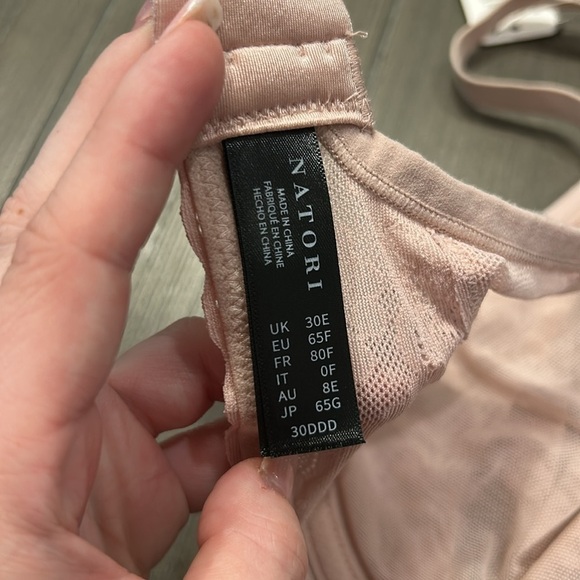 NATORI
MADE IN CHINA
FABRIQUÉ EN CHINE
HECHO EN CHINA
UK 30E
EU 65F
FR 80F
IT 0F
AU 8E
JP 65G
30DDD